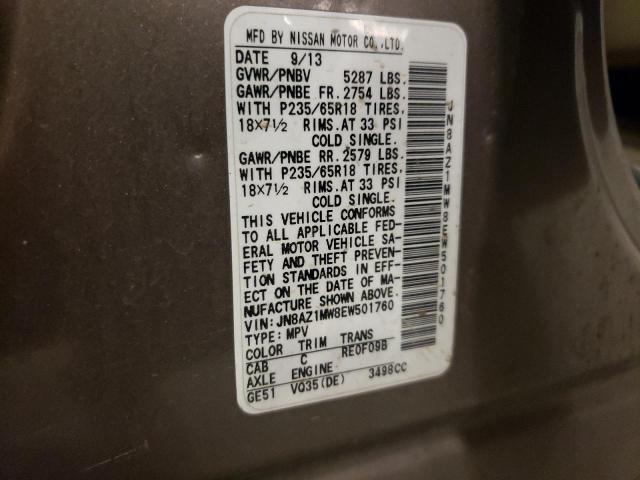 MFD BY NISSAN MOTOR CO.,LTD.
DATE 9/13
GVWR/PNBV 5287 LBS.
GAWR/PNBE FR. 2754 LBS.
WITH P235/65R18 TIRES.
18×7½ RIMS.AT 33 PSI
COLD SINGLE.
GAWR/PNBE RR. 2579 LBS.
WITH P235/65R18 TIRES.
18×7½ RIMS.AT 33 PSI
COLD SINGLE.
THIS VEHICLE CONFORMS
TO ALL APPLICABLE FED-
ERAL MOTOR VEHICLE SA-
FETY AND THEFT PREVEN-
TION STANDARDS IN EFF-
ECT ON THE DATE OF MA-
NUFACTURE SHOWN ABOVE.
VIN: JN8AZ1MW8EW501760
TYPE: MPV
COLOR TRIM TRANS
CAB C RE0F09B
AXLE ENGINE
GE51 VQ35(DE) 3498CC
JN8AZ1MW8EW501760